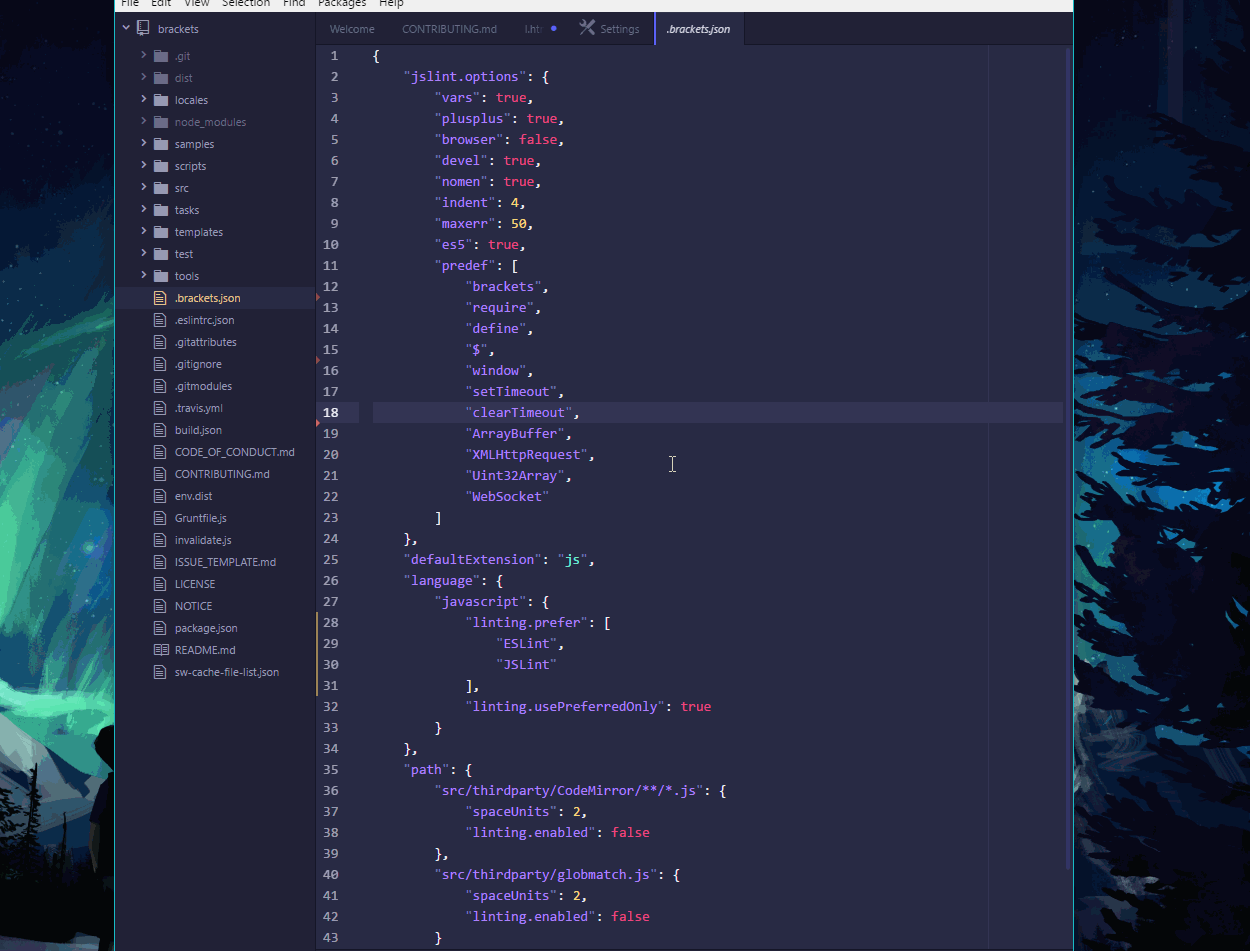 File Edit View Selection Find Packages Help
brackets
.git
dist
locales
node_modules
samples
scripts
src
tasks
templates
test
tools
.brackets.json
.eslintrc.json
.gitattributes
.gitignore
.gitmodules
.travis.yml
build.json
CODE_OF_CONDUCT.md
CONTRIBUTING.md
env.dist
Gruntfile.js
invalidate.js
ISSUE_TEMPLATE.md
LICENSE
NOTICE
package.json
README.md
sw-cache-file-list.json
Welcome CONTRIBUTING.md Settings .brackets.json
1 {
2 "jslint.options": {
3 "vars": true,
4 "plusplus": true,
5 "browser": false,
6 "devel": true,
7 "nomen": true,
8 "indent": 4,
9 "maxerr": 50,
10 "es5": true,
11 "predef": [
12 "brackets",
13 "require",
14 "define",
15 "$",
16 "window",
17 "setTimeout",
18 "clearTimeout",
19 "ArrayBuffer",
20 "XMLHttpRequest",
21 "Uint32Array",
22 "WebSocket"
23 ]
24 },
25 "defaultExtension": "js",
26 "language": {
27 "javascript": {
28 "linting.prefer": [
29 "ESLint",
30 "JSLint"
31 ],
32 "linting.usePreferredOnly": true
33 }
34 },
35 "path": {
36 "src/thirdparty/CodeMirror/**/*.js": {
37 "spaceUnits": 2,
38 "linting.enabled": false
39 },
40 "src/thirdparty/globmatch.js": {
41 "spaceUnits": 2,
42 "linting.enabled": false
43 }